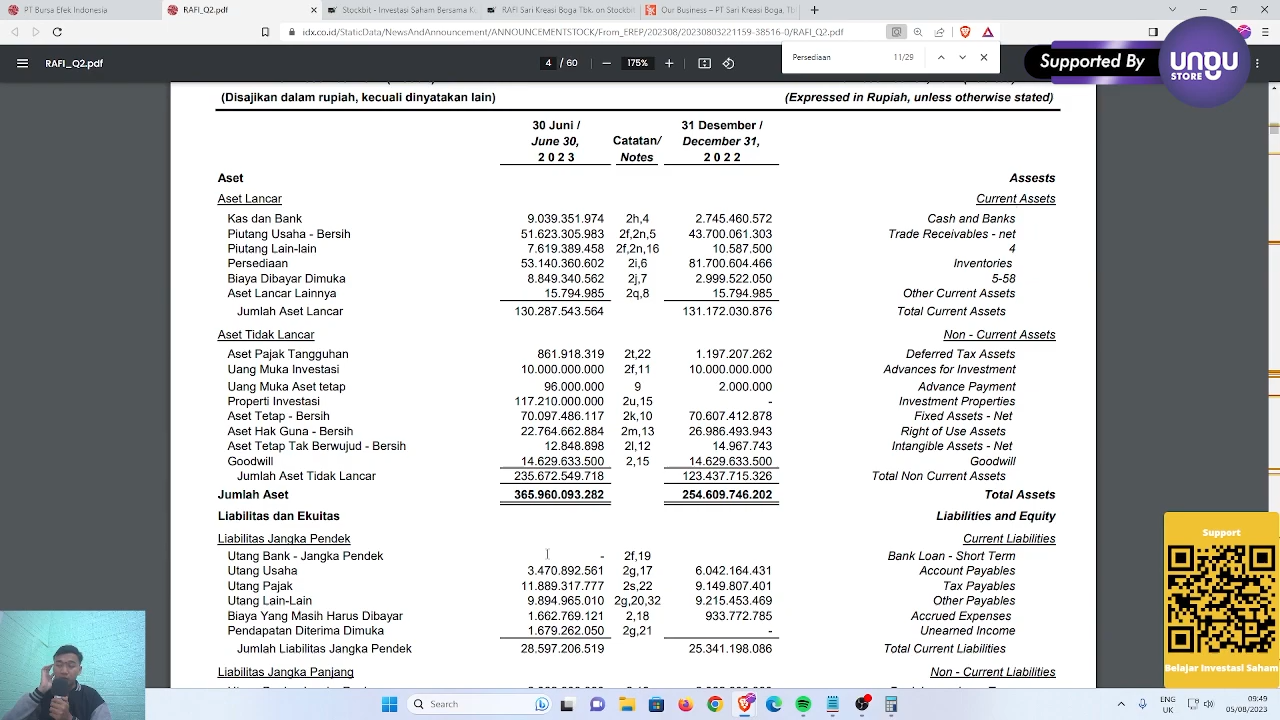 PT Bursa Efek Indonesia
RAFI_Q2.pdf
Stockbit - Investasi Saham Bersama K
RAFI Sari Kreasi Boga Tbk. on Stockbit
Our Business – PT. Sari Kreasi Boga, Tb
idx.co.id/StaticData/NewsAndAnnouncement/ANNOUNCEMENTSTOCK/From_EREP/202308/20230803221159-38516-0/RAFI_Q2.pdf
RAFI_Q2.pdf
4 / 60
175%
Persediaan 11/29
Supported By
UNGU STORE
(Disajikan dalam rupiah, kecuali dinyatakan lain) (Expressed in Rupiah, unless otherwise stated)
30 Juni / 31 Desember /
June 30, Catatan/ December 31,
2 0 2 3 Notes 2 0 2 2
Aset Assests
Aset Lancar Current Assets
Kas dan Bank 9.039.351.974 2h,4 2.745.460.572 Cash and Banks
Piutang Usaha - Bersih 51.623.305.983 2f,2n,5 43.700.061.303 Trade Receivables - net
Piutang Lain-lain 7.619.389.458 2f,2n,16 10.587.500 4
Persediaan 53.140.360.602 2i,6 81.700.604.466 Inventories
Biaya Dibayar Dimuka 8.849.340.562 2j,7 2.999.522.050 5-58
Aset Lancar Lainnya 15.794.985 2q,8 15.794.985 Other Current Assets
Jumlah Aset Lancar 130.287.543.564 131.172.030.876 Total Current Assets
Aset Tidak Lancar Non - Current Assets
Aset Pajak Tangguhan 861.918.319 2t,22 1.197.207.262 Deferred Tax Assets
Uang Muka Investasi 10.000.000.000 2f,11 10.000.000.000 Advances for Investment
Uang Muka Aset tetap 96.000.000 9 2.000.000 Advance Payment
Properti Investasi 117.210.000.000 2u,15 - Investment Properties
Aset Tetap - Bersih 70.097.486.117 2k,10 70.607.412.878 Fixed Assets - Net
Aset Hak Guna - Bersih 22.764.662.884 2m,13 26.986.493.943 Right of Use Assets
Aset Tetap Tak Berwujud - Bersih 12.848.898 2l,12 14.967.743 Intangible Assets - Net
Goodwill 14.629.633.500 2,15 14.629.633.500 Goodwill
Jumlah Aset Tidak Lancar 235.672.549.718 123.437.715.326 Total Non Current Assets
Jumlah Aset 365.960.093.282 254.609.746.202 Total Assets
Liabilitas dan Ekuitas Liabilities and Equity
Liabilitas Jangka Pendek Current Liabilities
Utang Bank - Jangka Pendek - 2f,19 Bank Loan - Short Term
Utang Usaha 3.470.892.561 2g,17 6.042.164.431 Account Payables
Utang Pajak 11.889.317.777 2s,22 9.149.807.401 Tax Payables
Utang Lain-Lain 9.894.965.010 2g,20,32 9.215.453.469 Other Payables
Biaya Yang Masih Harus Dibayar 1.662.769.121 2,18 933.772.785 Accrued Expenses
Pendapatan Diterima Dimuka 1.679.262.050 2g,21 - Unearned Income
Jumlah Liabilitas Jangka Pendek 28.597.206.519 25.341.198.086 Total Current Liabilities
Liabilitas Jangka Panjang Non - Current Liabilities
Support
Belajar Investasi Saham
Search
ENG
UK
09:49
05/08/2023